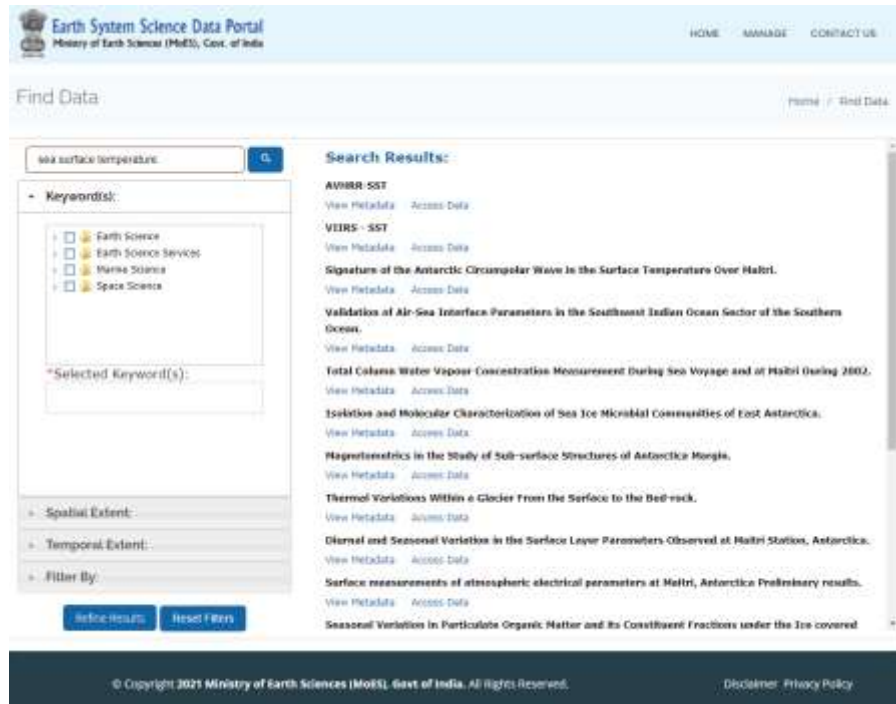 Earth System Science Data Portal
Ministry of Earth Sciences (MoES), Govt. of India
HOME MANAGE CONTACT US
Find Data
Home / Find Data
sea surface temperature
Keyword(s):
Earth Science
Earth Science Services
Marine Science
Space Science
*Selected Keyword(s):
Spatial Extent:
Temporal Extent:
Filter By:
Refine Results Reset Filters
Search Results:
AVHRR-SST
View Metadata Access Data
VIIRS - SST
View Metadata Access Data
Signature of the Antarctic Circumpolar Wave in the Surface Temperature Over Maitri.
View Metadata Access Data
Validation of Air-Sea Interface Parameters in the Southwest Indian Ocean Sector of the Southern
Ocean.
View Metadata Access Data
Total Column Water Vapour Concentration Measurement During Sea Voyage and at Maitri During 2002.
View Metadata Access Data
Isolation and Molecular Characterization of Sea Ice Microbial Communities of East Antarctica.
View Metadata Access Data
Magnetometrics in the Study of Sub-surface Structures of Antarctica Margin.
View Metadata Access Data
Thermal Variations Within a Glacier From the Surface to the Bed-rock.
View Metadata Access Data
Diurnal and Seasonal Variation in the Surface Layer Parameters Observed at Maitri Station, Antarctica.
View Metadata Access Data
Surface measurements of atmospheric electrical parameters at Maitri, Antarctica Preliminary results.
View Metadata Access Data
Seasonal Variation in Particulate Organic Matter and its Constituent Fractions under the Ice covered
© Copyright 2021 Ministry of Earth Sciences (MoES), Govt of India. All Rights Reserved.
Disclaimer Privacy Policy